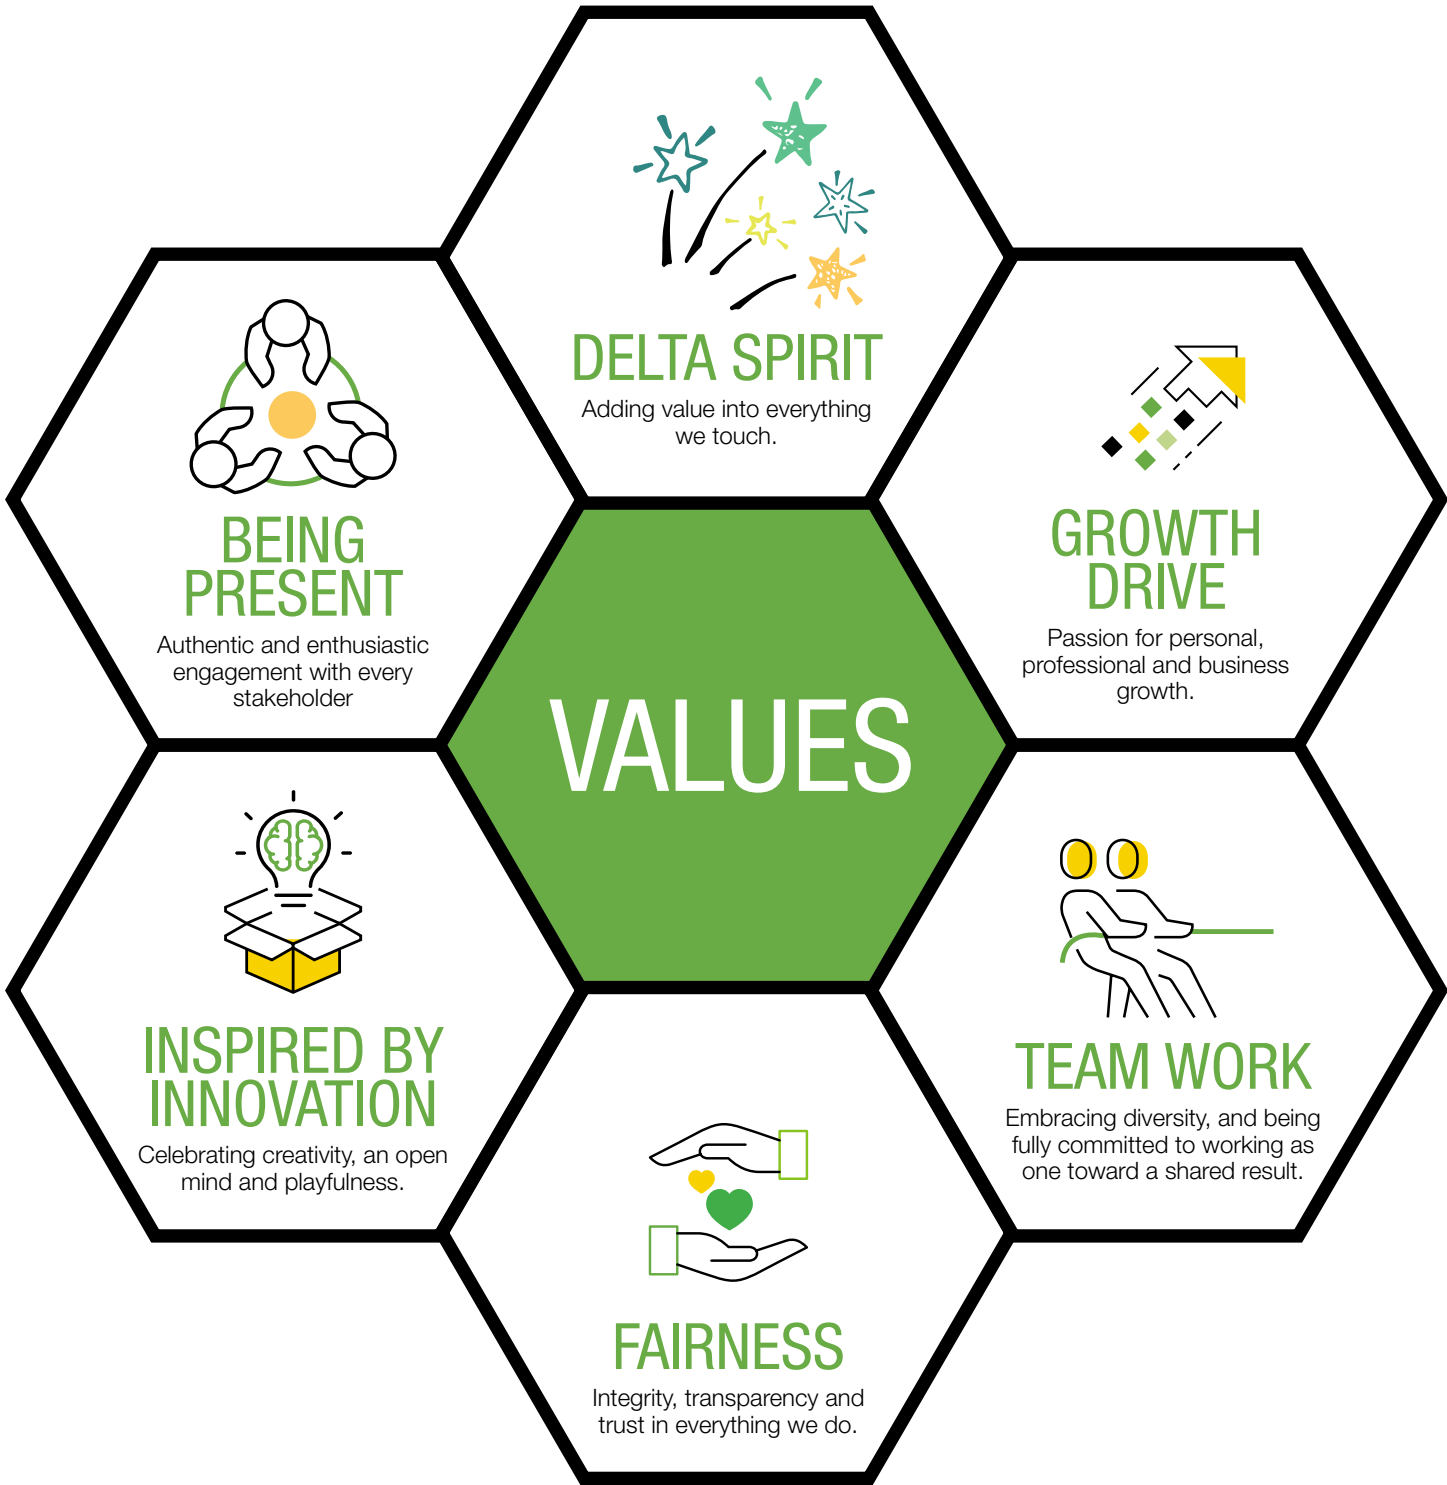 DELTA SPIRIT
Adding value into everything
we touch.
BEING
PRESENT
Authentic and enthusiastic
engagement with every
stakeholder
GROWTH
DRIVE
Passion for personal,
professional and business
growth.
VALUES
INSPIRED BY
INNOVATION
Celebrating creativity, an open
mind and playfulness.
TEAM WORK
Embracing diversity, and being
fully committed to working as
one toward a shared result.
FAIRNESS
Integrity, transparency and
trust in everything we do.